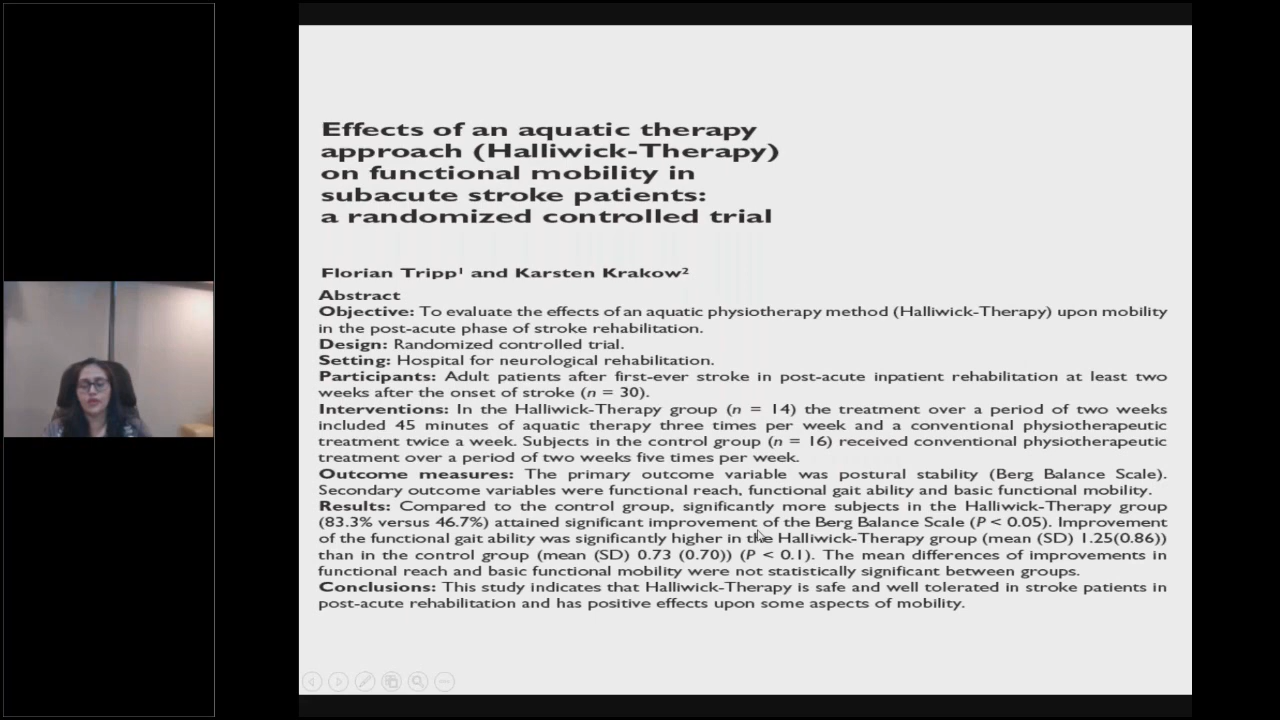 Effects of an aquatic therapy
approach (Halliwick-Therapy)
on functional mobility in
subacute stroke patients:
a randomized controlled trial
Florian Tripp¹ and Karsten Krakow²
Abstract
Objective: To evaluate the effects of an aquatic physiotherapy method (Halliwick-Therapy) upon mobility
in the post-acute phase of stroke rehabilitation.
Design: Randomized controlled trial.
Setting: Hospital for neurological rehabilitation.
Participants: Adult patients after first-ever stroke in post-acute inpatient rehabilitation at least two
weeks after the onset of stroke (n = 30).
Interventions: In the Halliwick-Therapy group (n = 14) the treatment over a period of two weeks
included 45 minutes of aquatic therapy three times per week and a conventional physiotherapeutic
treatment twice a week. Subjects in the control group (n = 16) received conventional physiotherapeutic
treatment over a period of two weeks five times per week.
Outcome measures: The primary outcome variable was postural stability (Berg Balance Scale).
Secondary outcome variables were functional reach, functional gait ability and basic functional mobility.
Results: Compared to the control group, significantly more subjects in the Halliwick-Therapy group
(83.3% versus 46.7%) attained significant improvement of the Berg Balance Scale (P < 0.05). Improvement
of the functional gait ability was significantly higher in the Halliwick-Therapy group (mean (SD) 1.25(0.86))
than in the control group (mean (SD) 0.73 (0.70)) (P < 0.1). The mean differences of improvements in
functional reach and basic functional mobility were not statistically significant between groups.
Conclusions: This study indicates that Halliwick-Therapy is safe and well tolerated in stroke patients in
post-acute rehabilitation and has positive effects upon some aspects of mobility.